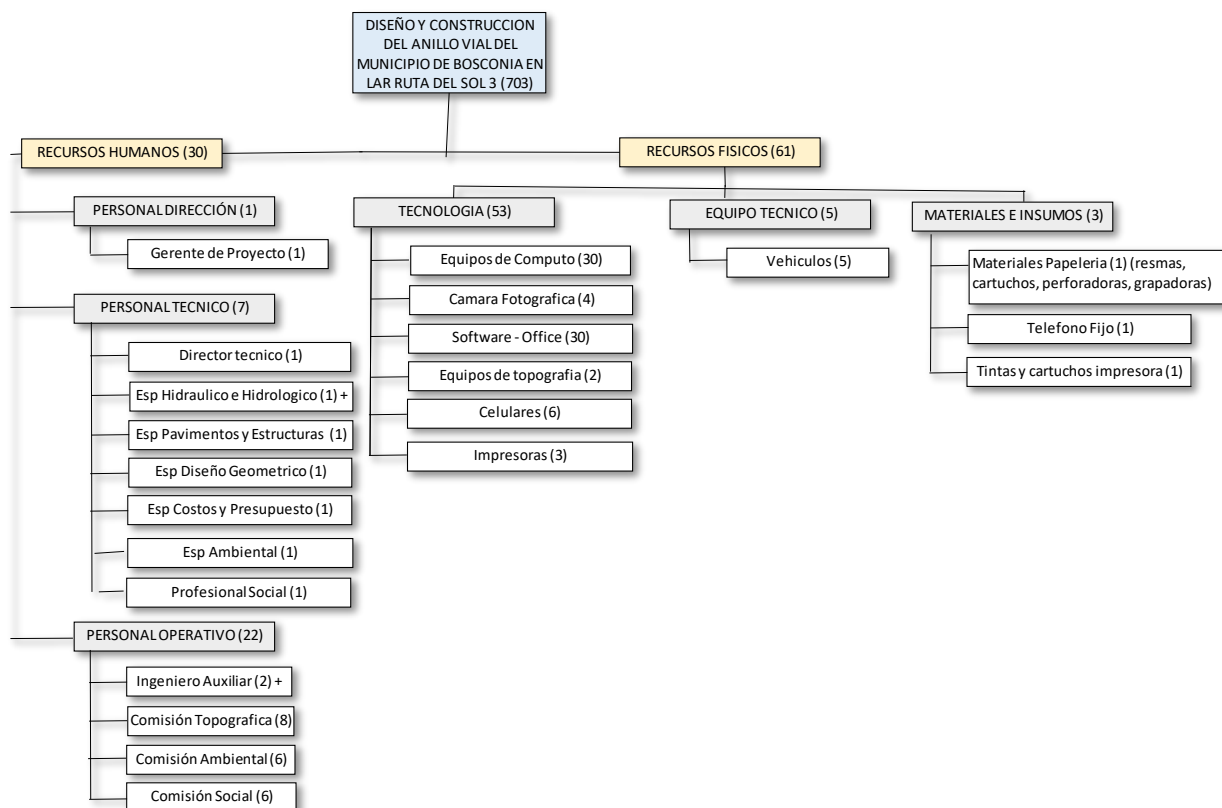 DISEÑO Y CONSTRUCCION
DEL ANILLO VIAL DEL
MUNICIPIO DE BOSCONIA EN
LAR RUTA DEL SOL 3 (703)
RECURSOS HUMANOS (30)
PERSONAL DIRECCIÓN (1)
Gerente de Proyecto (1)
PERSONAL TECNICO (7)
Director tecnico (1)
Esp Hidraulico e Hidrologico (1) +
Esp Pavimentos y Estructuras (1)
Esp Diseño Geometrico (1)
Esp Costos y Presupuesto (1)
Esp Ambiental (1)
Profesional Social (1)
PERSONAL OPERATIVO (22)
Ingeniero Auxiliar (2) +
Comisión Topografica (8)
Comisión Ambiental (6)
Comisión Social (6)
RECURSOS FISICOS (61)
TECNOLOGIA (53)
Equipos de Computo (30)
Camara Fotografica (4)
Software - Office (30)
Equipos de topografia (2)
Celulares (6)
Impresoras (3)
EQUIPO TECNICO (5)
Vehiculos (5)
MATERIALES E INSUMOS (3)
Materiales Papeleria (1) (resmas,
cartuchos, perforadoras, grapadoras)
Telefono Fijo (1)
Tintas y cartuchos impresora (1)